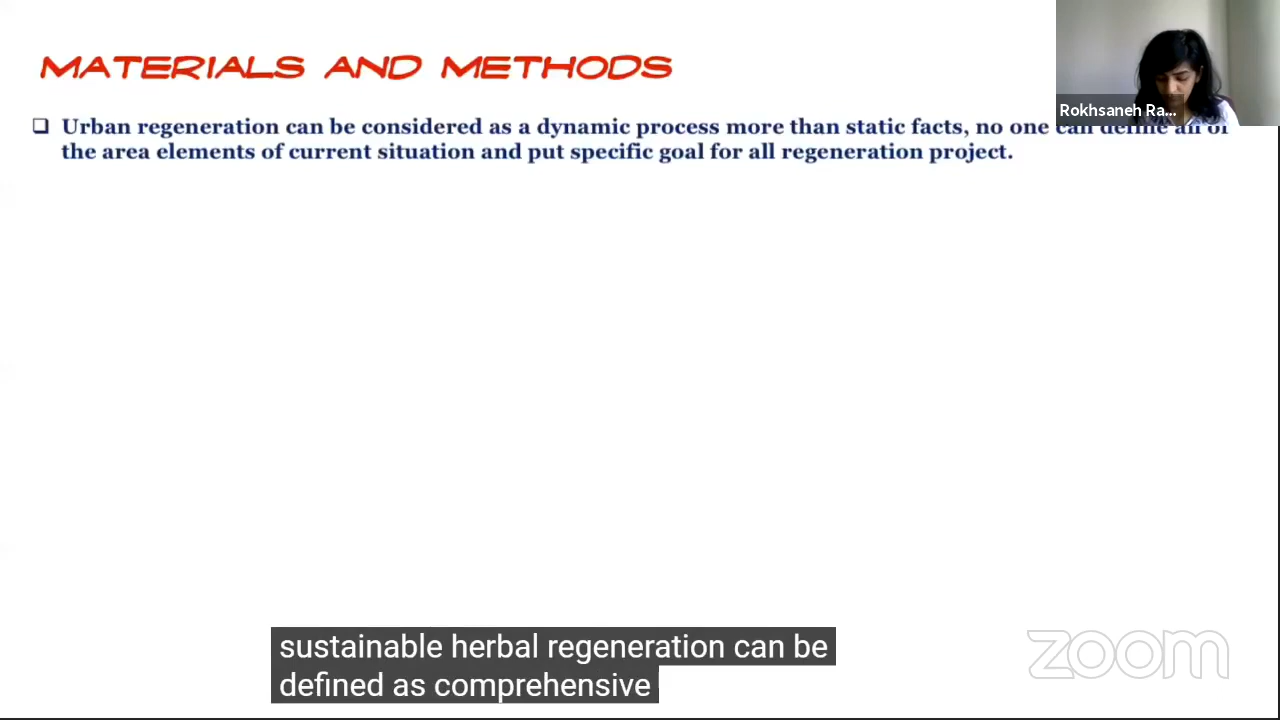 MATERIALS AND METHODS
Rokhsaneh Ra...
❑ Urban regeneration can be considered as a dynamic process more than static facts, no one can define all of
the area elements of current situation and put specific goal for all regeneration project.
sustainable herbal regeneration can be
defined as comprehensive
zoom